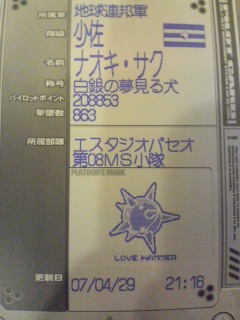 所属軍 地球連邦軍
階級 少佐
名前 ナオキ・サク
称号 白銀の夢見る犬
パイロットポイント 208853
撃墜数 863
所属部隊 エスタジオパセオ
第08MS小隊
PLATOON'S MARK
LOVE HAMMER
更新日 07/04/29 21:16
PILOT CARD